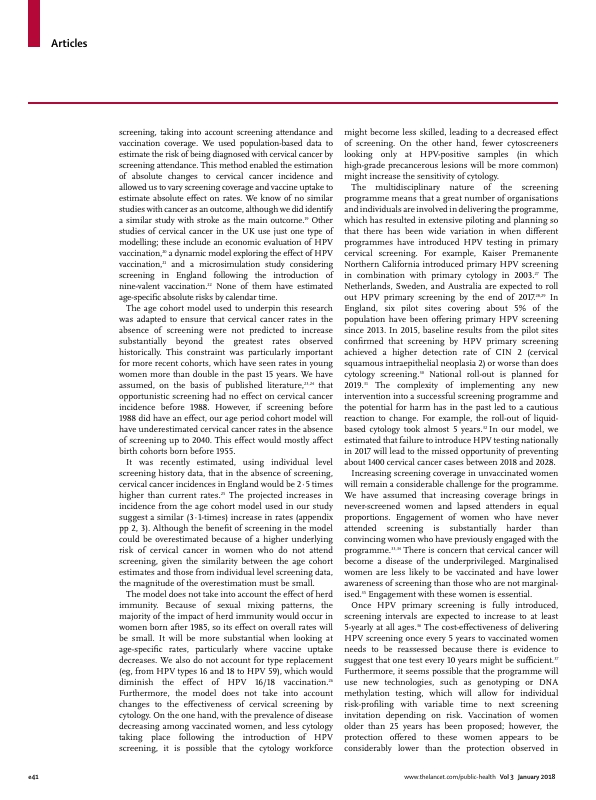 Articles
screening, taking into account screening attendance and
vaccination coverage. We used population-based data to
estimate the risk of being diagnosed with cervical cancer by
screening attendance. This method enabled the estimation
of absolute changes to cervical cancer incidence and
allowed us to vary screening coverage and vaccine uptake to
estimate absolute effect on rates. We know of no similar
studies with cancer as an outcome, although we did identify
a similar study with stroke as the main outcome.¹⁹ Other
studies of cervical cancer in the UK use just one type of
modelling; these include an economic evaluation of HPV
vaccination,²⁰ a dynamic model exploring the effect of HPV
vaccination,²¹ and a microsimulation study considering
screening in England following the introduction of
nine-valent vaccination.²² None of them have estimated
age-specific absolute risks by calendar time.
The age cohort model used to underpin this research
was adapted to ensure that cervical cancer rates in the
absence of screening were not predicted to increase
substantially beyond the greatest rates observed
historically. This constraint was particularly important
for more recent cohorts, which have seen rates in young
women more than double in the past 15 years. We have
assumed, on the basis of published literature,²³,²⁴ that
opportunistic screening had no effect on cervical cancer
incidence before 1988. However, if screening before
1988 did have an effect, our age period cohort model will
have underestimated cervical cancer rates in the absence
of screening up to 2040. This effect would mostly affect
birth cohorts born before 1955.
It was recently estimated, using individual level
screening history data, that in the absence of screening,
cervical cancer incidences in England would be 2·5 times
higher than current rates.²⁵ The projected increases in
incidence from the age cohort model used in our study
suggest a similar (3·1-times) increase in rates (appendix
pp 2, 3). Although the benefit of screening in the model
could be overestimated because of a higher underlying
risk of cervical cancer in women who do not attend
screening, given the similarity between the age cohort
estimates and those from individual level screening data,
the magnitude of the overestimation must be small.
The model does not take into account the effect of herd
immunity. Because of sexual mixing patterns, the
majority of the impact of herd immunity would occur in
women born after 1985, so its effect on overall rates will
be small. It will be more substantial when looking at
age-specific rates, particularly where vaccine uptake
decreases. We also do not account for type replacement
(eg, from HPV types 16 and 18 to HPV 59), which would
diminish the effect of HPV 16/18 vaccination.²⁶
Furthermore, the model does not take into account
changes to the effectiveness of cervical screening by
cytology. On the one hand, with the prevalence of disease
decreasing among vaccinated women, and less cytology
taking place following the introduction of HPV
screening, it is possible that the cytology workforce
might become less skilled, leading to a decreased effect
of screening. On the other hand, fewer cytoscreeners
looking only at HPV-positive samples (in which
high-grade precancerous lesions will be more common)
might increase the sensitivity of cytology.
The multidisciplinary nature of the screening
programme means that a great number of organisations
and individuals are involved in delivering the programme,
which has resulted in extensive piloting and planning so
that there has been wide variation in when different
programmes have introduced HPV testing in primary
cervical screening. For example, Kaiser Premanente
Northern California introduced primary HPV screening
in combination with primary cytology in 2003.²⁷ The
Netherlands, Sweden, and Australia are expected to roll
out HPV primary screening by the end of 2017.²⁸,²⁹ In
England, six pilot sites covering about 5% of the
population have been offering primary HPV screening
since 2013. In 2015, baseline results from the pilot sites
confirmed that screening by HPV primary screening
achieved a higher detection rate of CIN 2 (cervical
squamous intraepithelial neoplasia 2) or worse than does
cytology screening.³⁰ National roll-out is planned for
2019.³¹ The complexity of implementing any new
intervention into a successful screening programme and
the potential for harm has in the past led to a cautious
reaction to change. For example, the roll-out of liquid-
based cytology took almost 5 years.³² In our model, we
estimated that failure to introduce HPV testing nationally
in 2017 will lead to the missed opportunity of preventing
about 1400 cervical cancer cases between 2018 and 2028.
Increasing screening coverage in unvaccinated women
will remain a considerable challenge for the programme.
We have assumed that increasing coverage brings in
never-screened women and lapsed attenders in equal
proportions. Engagement of women who have never
attended screening is substantially harder than
convincing women who have previously engaged with the
programme.³³,³⁴ There is concern that cervical cancer will
become a disease of the underprivileged. Marginalised
women are less likely to be vaccinated and have lower
awareness of screening than those who are not marginal-
ised.³⁵ Engagement with these women is essential.
Once HPV primary screening is fully introduced,
screening intervals are expected to increase to at least
5-yearly at all ages.³⁶ The cost-effectiveness of delivering
HPV screening once every 5 years to vaccinated women
needs to be reassessed because there is evidence to
suggest that one test every 10 years might be sufficient.³⁷
Furthermore, it seems possible that the programme will
use new technologies, such as genotyping or DNA
methylation testing, which will allow for individual
risk-profiling with variable time to next screening
invitation depending on risk. Vaccination of women
older than 25 years has been proposed; however, the
protection offered to these women appears to be
considerably lower than the protection observed in
e41
www.thelancet.com/public-health Vol 3 January 2018